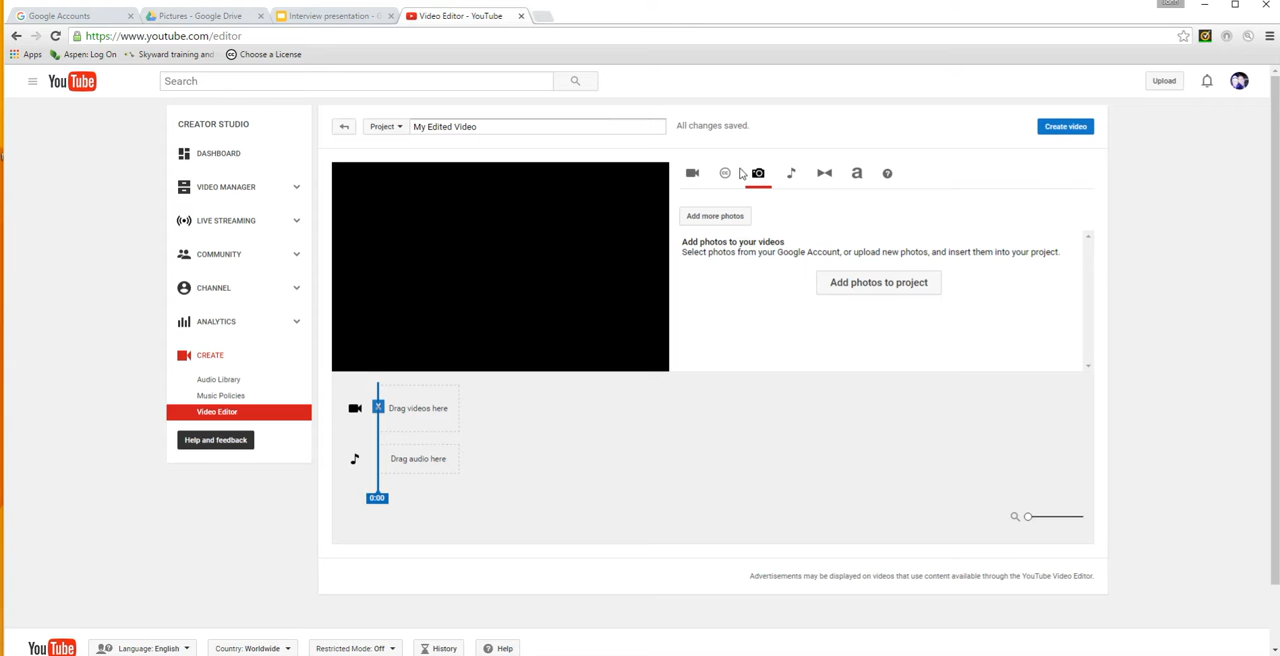 Google Accounts
Pictures - Google Drive
Interview presentation -
Video Editor - YouTube
https://www.youtube.com/editor
Apps
Aspen: Log On
Skyward training and
Choose a License
YouTube
Search
Upload
CREATOR STUDIO
DASHBOARD
VIDEO MANAGER
LIVE STREAMING
COMMUNITY
CHANNEL
ANALYTICS
CREATE
Audio Library
Music Policies
Video Editor
Help and feedback
Project
My Edited Video
All changes saved.
Create video
cc
a
?
Add more photos
Add photos to your videos
Select photos from your Google Account, or upload new photos, and insert them into your project.
Add photos to project
Drag videos here
Drag audio here
0:00
Advertisements may be displayed on videos that use content available through the YouTube Video Editor.
YouTube
Language: English
Country: Worldwide
Restricted Mode: Off
History
Help